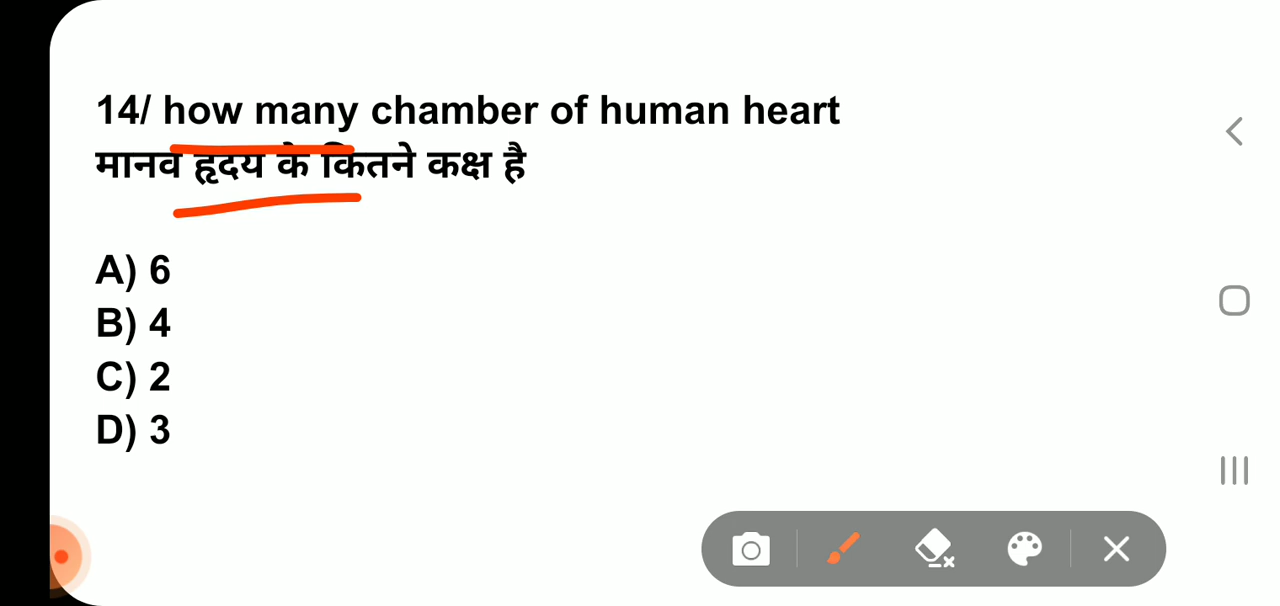 14/ how many chamber of human heart
मानव हृदय के कितने कक्ष है
A) 6
B) 4
C) 2
D) 3